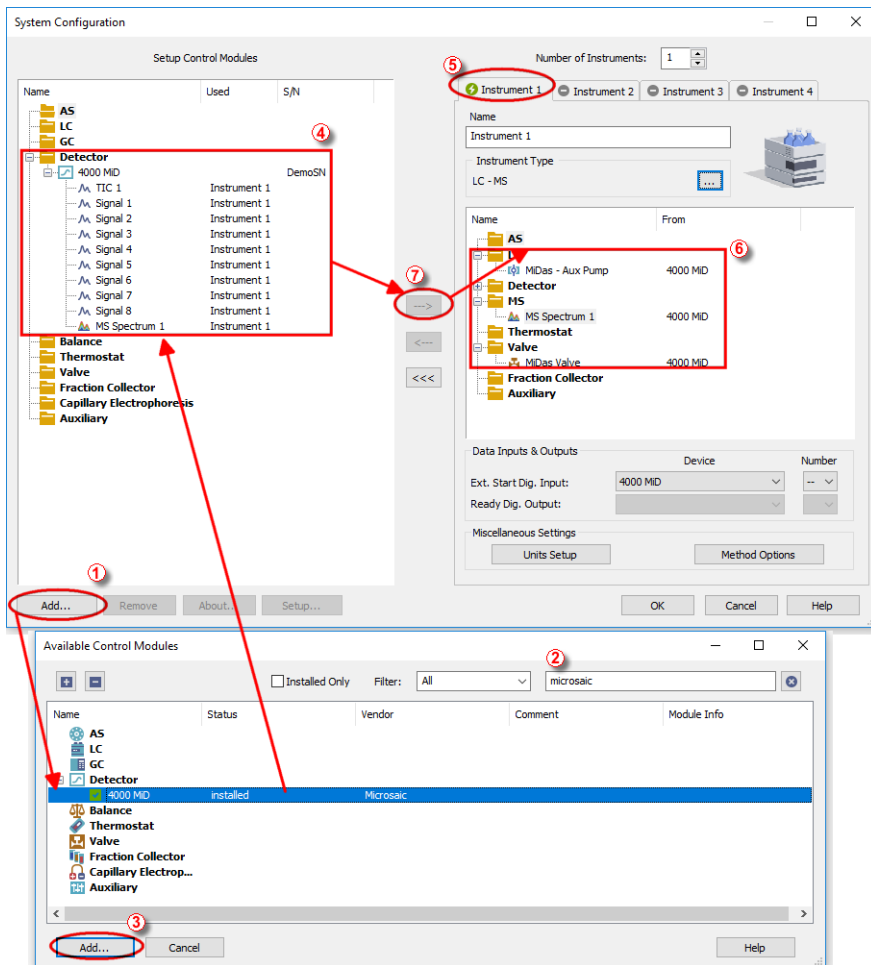 System Configuration
Setup Control Modules
Number of Instruments: 1
⑤
Name Used S/N
Instrument 1 Instrument 2 Instrument 3 Instrument 4
AS
LC
GC
④
Detector
4000 MiD DemoSN
TIC 1 Instrument 1
Signal 1 Instrument 1
Signal 2 Instrument 1
Signal 3 Instrument 1
Signal 4 Instrument 1
Signal 5 Instrument 1
Signal 6 Instrument 1
Signal 7 Instrument 1
Signal 8 Instrument 1
MS Spectrum 1 Instrument 1
Balance
Thermostat
Valve
Fraction Collector
Capillary Electrophoresis
Auxiliary
⑦
--->
<---
<<<
Name
Instrument 1
Instrument Type
LC - MS ...
Name From
AS
⑥
MiDas - Aux Pump 4000 MiD
Detector
MS
MS Spectrum 1 4000 MiD
Thermostat
Valve
MiDas Valve 4000 MiD
Fraction Collector
Auxiliary
Data Inputs & Outputs
Device Number
Ext. Start Dig. Input: 4000 MiD --
Ready Dig. Output:
Miscellaneous Settings
Units Setup Method Options
①
Add... Remove About... Setup... OK Cancel Help
Available Control Modules
②
Installed Only Filter: All microsaic
Name Status Vendor Comment Module Info
AS
LC
GC
Detector
4000 MiD installed Microsaic
Balance
Thermostat
Valve
Fraction Collector
Capillary Electrop...
Auxiliary
③
Add... Cancel Help